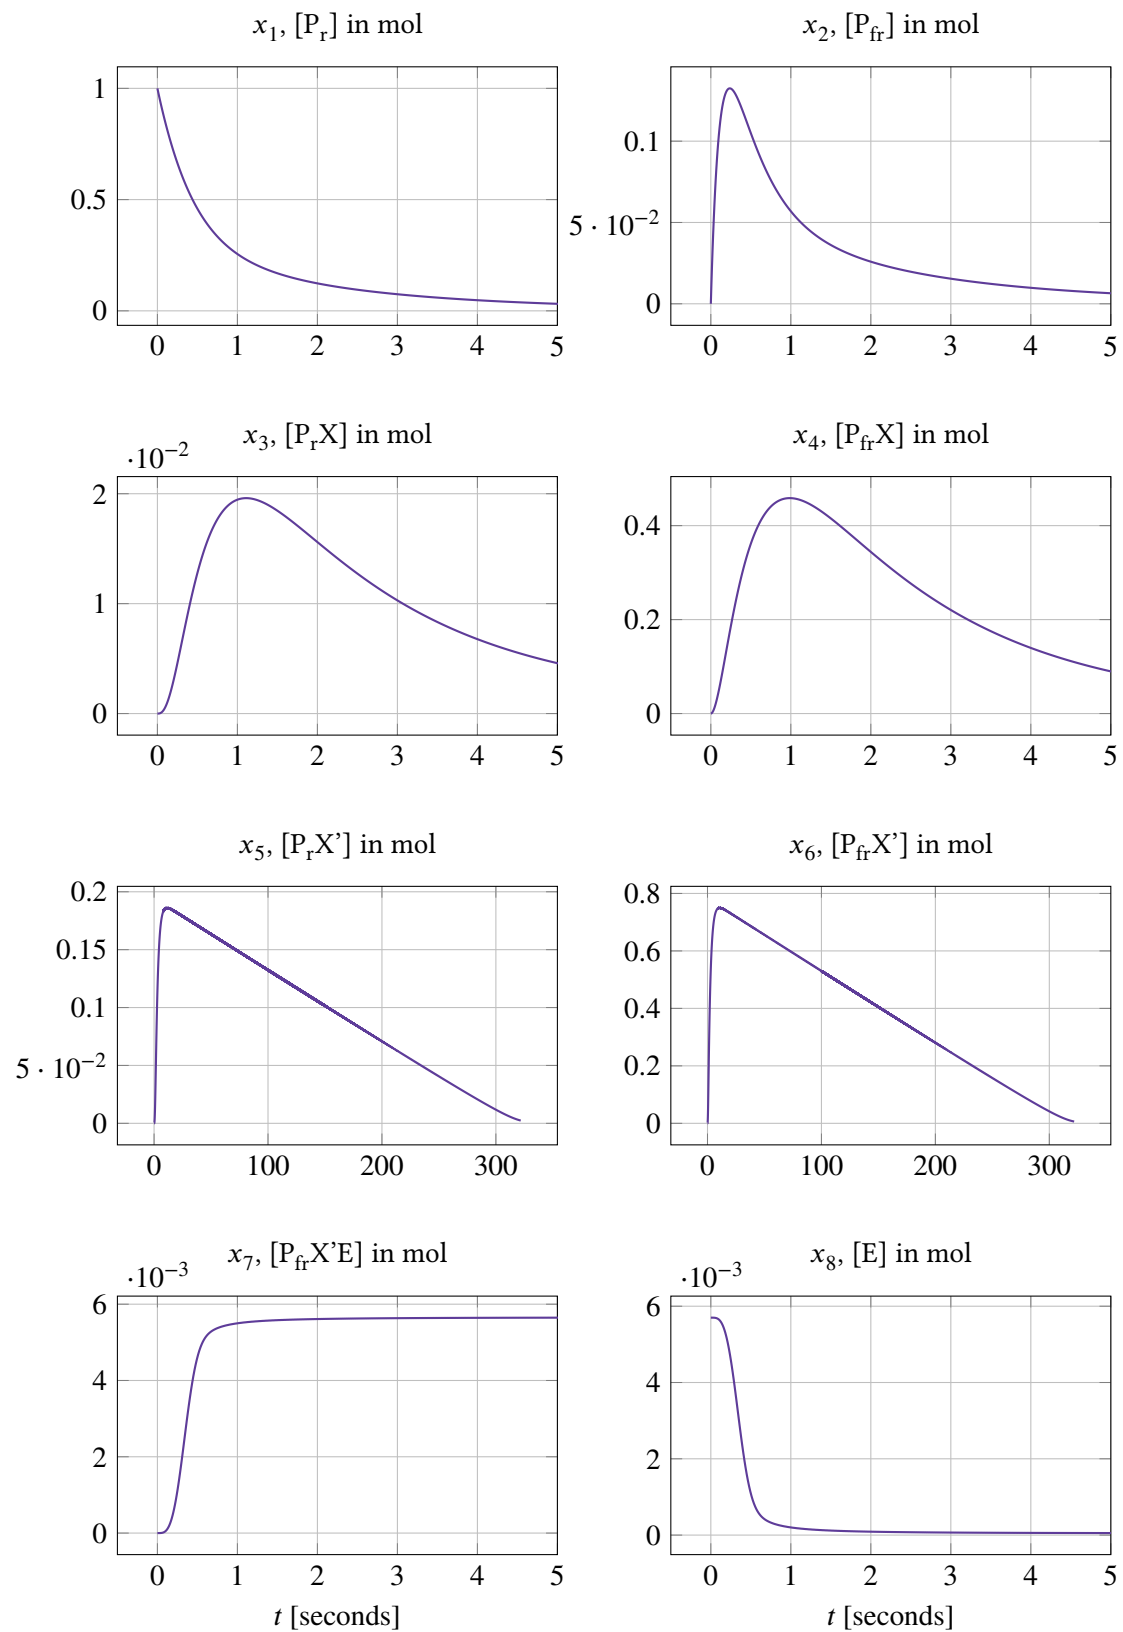 x₁, [Pᵣ] in mol
1
0.5
0
0 1 2 3 4 5
x₂, [P_fr] in mol
0.1
5 · 10⁻²
0
0 1 2 3 4 5
x₃, [PᵣX] in mol
·10⁻²
2
1
0
0 1 2 3 4 5
x₄, [P_frX] in mol
0.4
0.2
0
0 1 2 3 4 5
x₅, [PᵣX’] in mol
0.2
0.15
0.1
5 · 10⁻²
0
0 100 200 300
x₆, [P_frX’] in mol
0.8
0.6
0.4
0.2
0
0 100 200 300
x₇, [P_frX’E] in mol
·10⁻³
6
4
2
0
0 1 2 3 4 5
t [seconds]
x₈, [E] in mol
·10⁻³
6
4
2
0
0 1 2 3 4 5
t [seconds]